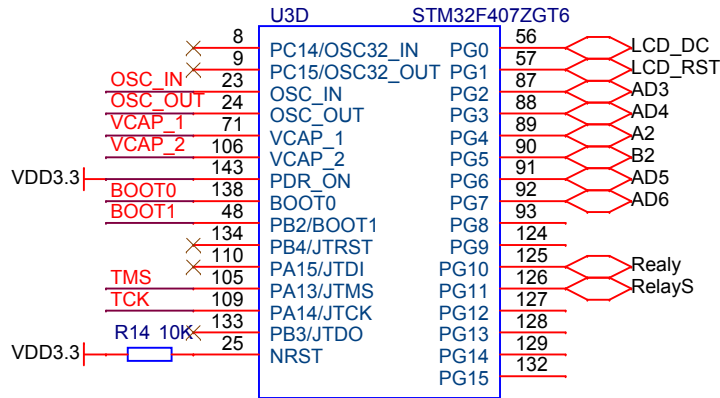 U3D STM32F407ZGT6
8 PC14/OSC32_IN PG0 56 LCD_DC
9 PC15/OSC32_OUT PG1 57 LCD_RST
OSC_IN 23 OSC_IN PG2 87 AD3
OSC_OUT 24 OSC_OUT PG3 88 AD4
VCAP_1 71 VCAP_1 PG4 89 A2
VCAP_2 106 VCAP_2 PG5 90 B2
VDD3.3 143 PDR_ON PG6 91 AD5
BOOT0 138 BOOT0 PG7 92 AD6
BOOT1 48 PB2/BOOT1 PG8 93
134 PB4/JTRST PG9 124
110 PA15/JTDI PG10 125 Realy
TMS 105 PA13/JTMS PG11 126 RelayS
TCK 109 PA14/JTCK PG12 127
133 PB3/JTDO PG13 128
VDD3.3 R14 10K 25 NRST PG14 129
PG15 132